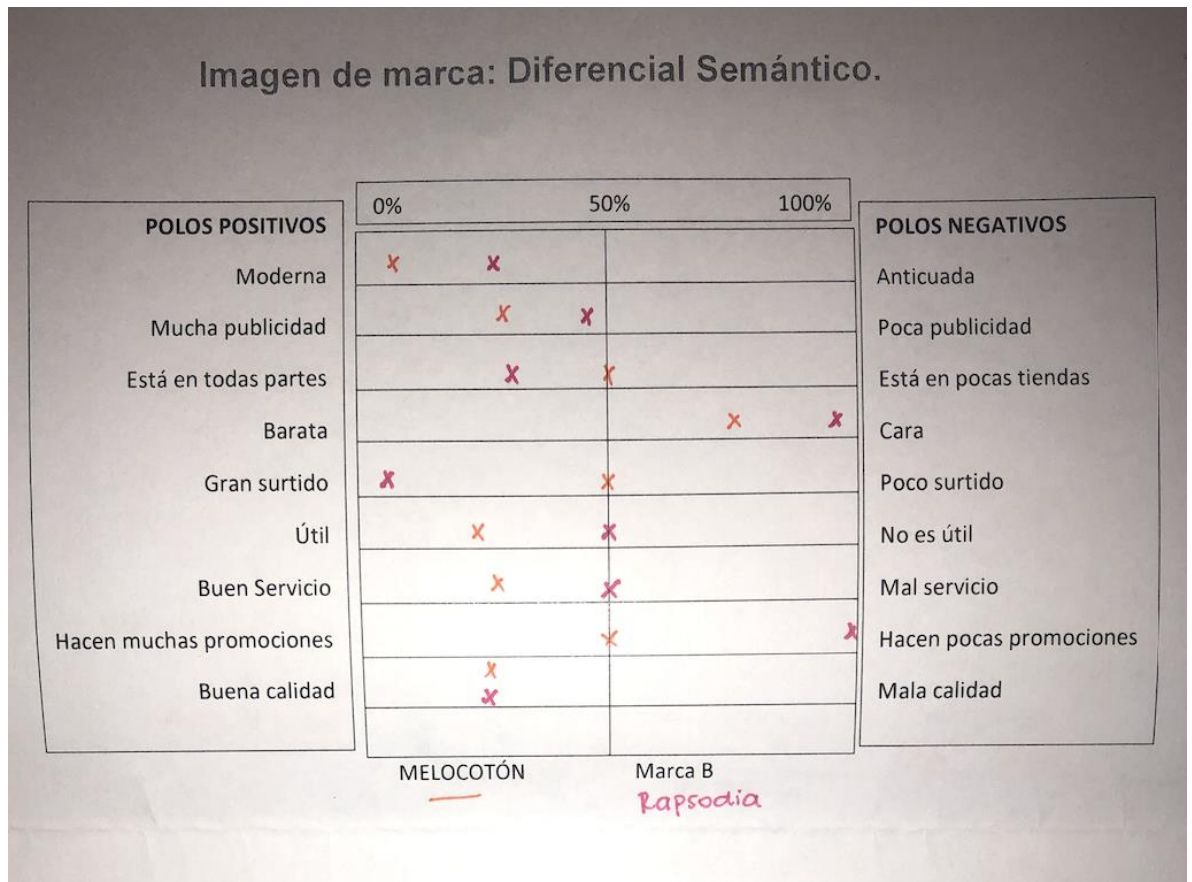 Imagen de marca: Diferencial Semántico.
0% 50% 100%
POLOS POSITIVOS POLOS NEGATIVOS
Moderna x x Anticuada
Mucha publicidad x x Poca publicidad
Está en todas partes x x Está en pocas tiendas
Barata x x Cara
Gran surtido x x Poco surtido
Útil x x No es útil
Buen Servicio x x Mal servicio
Hacen muchas promociones x x Hacen pocas promociones
Buena calidad x x Mala calidad
MELOCOTÓN Marca B
Rapsodia